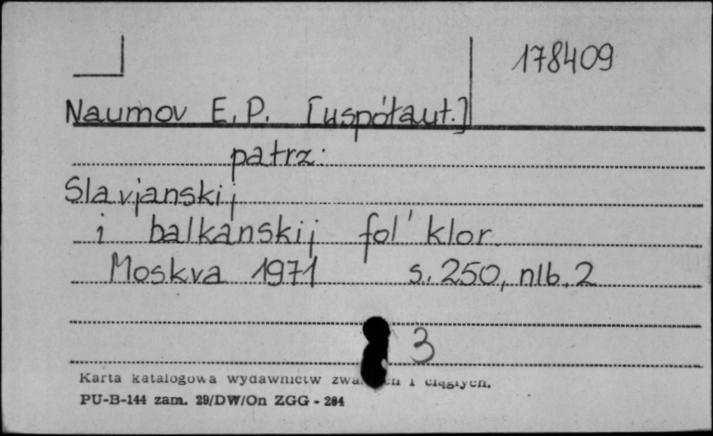 178409
Naumov E.P. [współaut.]
patrz:
Slavjanskij
i balkanskij fol'klor.
Moskva 1971 s. 250, nlb. 2
3
Karta katalogowa wydawnictw i ciągłych.
PU-B-144 zam. 29/DW/On ZGG - 284